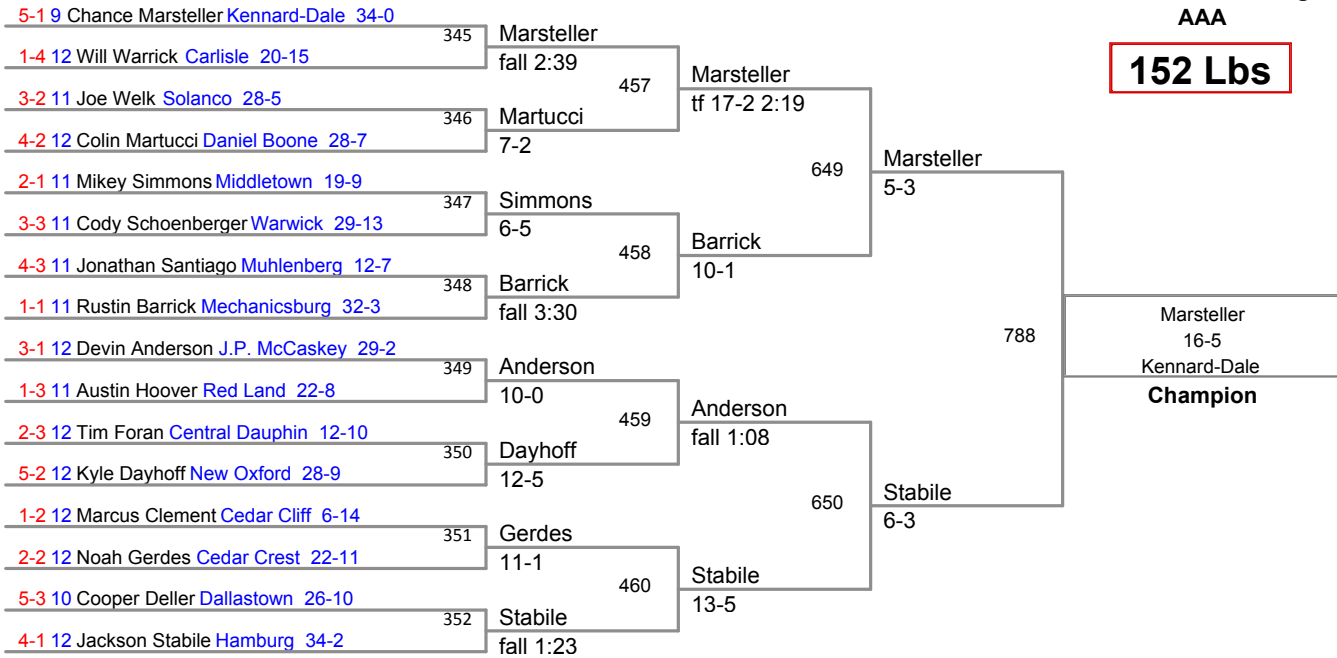 AAA
152 Lbs
5-1 9 Chance Marsteller Kennard-Dale 34-0
345
1-4 12 Will Warrick Carlisle 20-15
Marsteller
fall 2:39
3-2 11 Joe Welk Solanco 28-5
346
4-2 12 Colin Martucci Daniel Boone 28-7
Martucci
7-2
457
Marsteller
tf 17-2 2:19
2-1 11 Mikey Simmons Middletown 19-9
347
3-3 11 Cody Schoenberger Warwick 29-13
Simmons
6-5
4-3 11 Jonathan Santiago Muhlenberg 12-7
348
1-1 11 Rustin Barrick Mechanicsburg 32-3
Barrick
fall 3:30
458
Barrick
10-1
649
Marsteller
5-3
3-1 12 Devin Anderson J.P. McCaskey 29-2
349
1-3 11 Austin Hoover Red Land 22-8
Anderson
10-0
2-3 12 Tim Foran Central Dauphin 12-10
350
5-2 12 Kyle Dayhoff New Oxford 28-9
Dayhoff
12-5
459
Anderson
fall 1:08
1-2 12 Marcus Clement Cedar Cliff 6-14
351
2-2 12 Noah Gerdes Cedar Crest 22-11
Gerdes
11-1
5-3 10 Cooper Deller Dallastown 26-10
352
4-1 12 Jackson Stabile Hamburg 34-2
Stabile
fall 1:23
460
Stabile
13-5
650
Stabile
6-3
788
Marsteller
16-5
Kennard-Dale
Champion